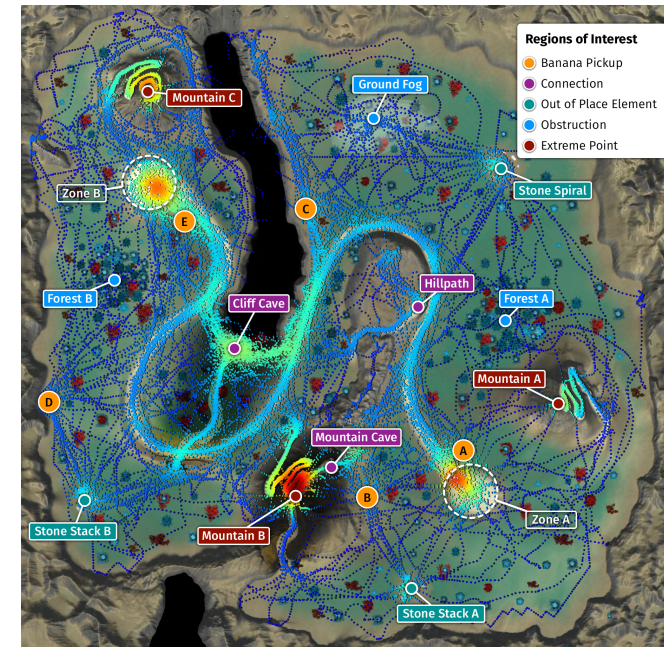 Regions of Interest
Banana Pickup
Connection
Out of Place Element
Obstruction
Extreme Point
Ground Fog
Mountain C
Stone Spiral
Zone B
C
E
Hillpath
Forest B
Cliff Cave
Forest A
Mountain A
D
Mountain Cave
A
B
Stone Stack B
Mountain B
Zone A
Stone Stack A